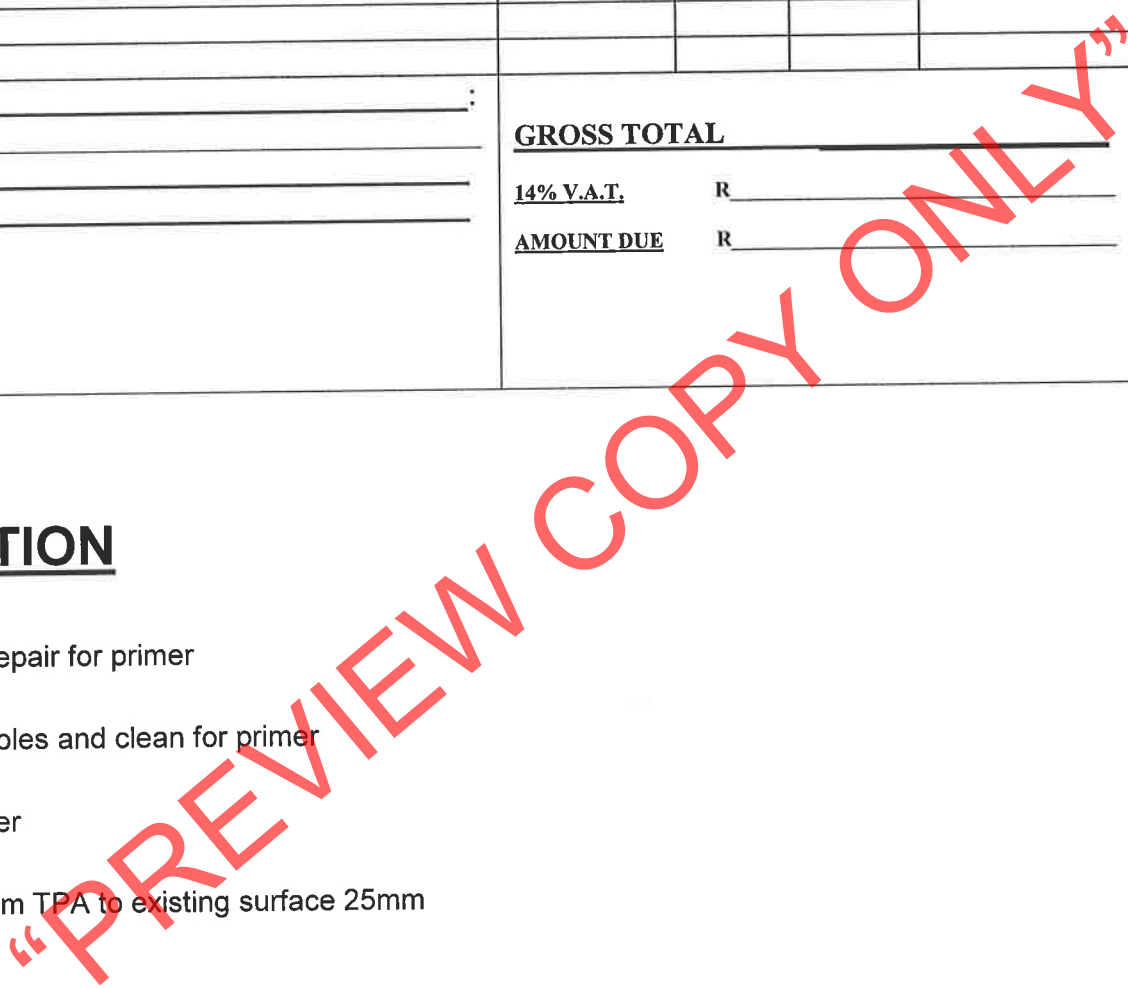 :
GROSS TOTAL
14% V.A.T. R
AMOUNT DUE R
TION
epair for primer
oles and clean for primer
er
m TPA to existing surface 25mm
“PREVIEW COPY ONLY”